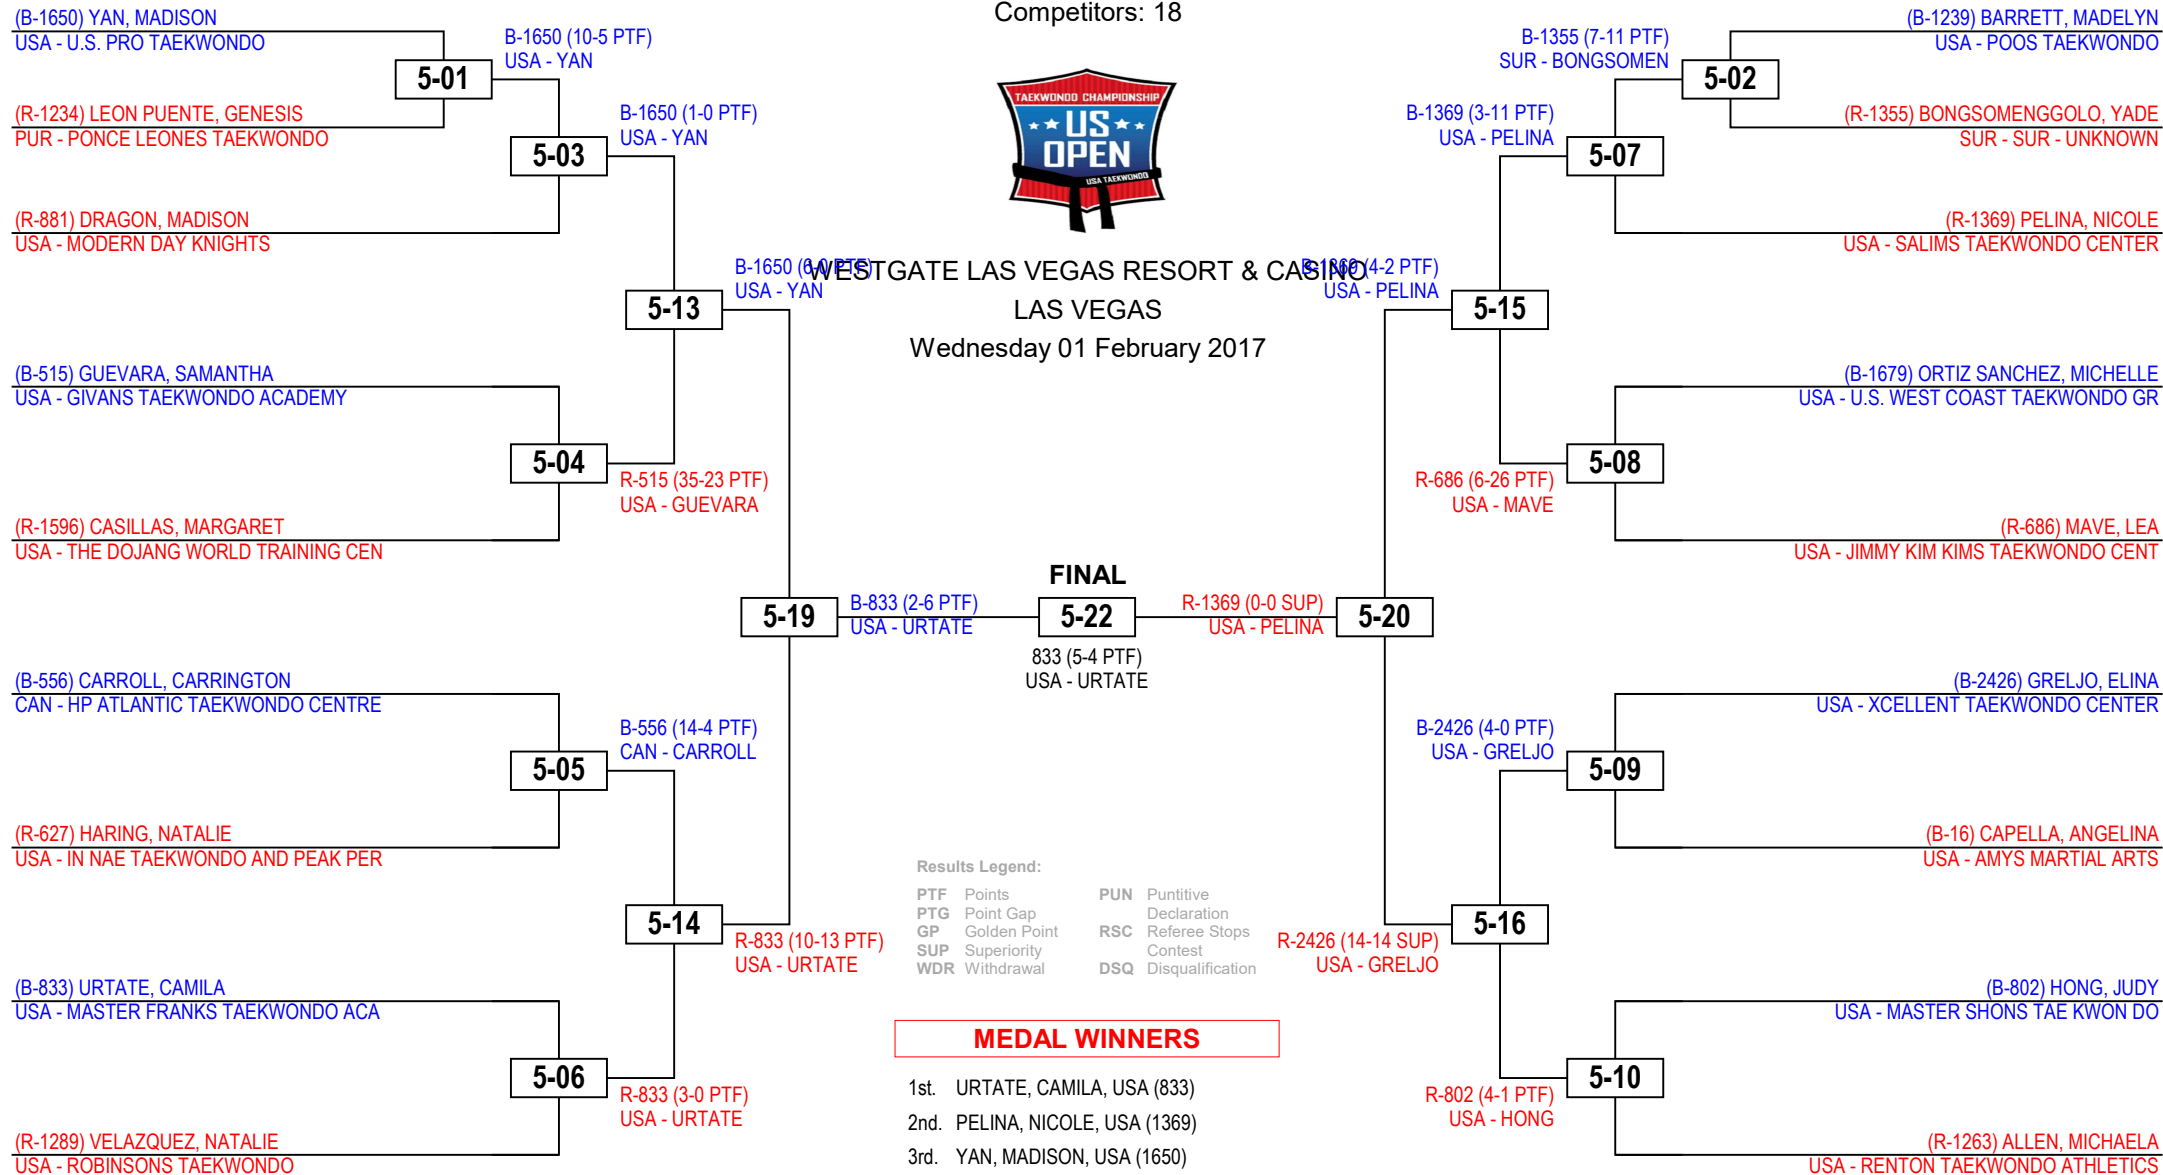 Competitors: 18
TAEKWONDO CHAMPIONSHIP
US
OPEN
USA TAEKWONDO
WESTGATE LAS VEGAS RESORT & CASINO
LAS VEGAS
Wednesday 01 February 2017
(B-1650) YAN, MADISON
USA - U.S. PRO TAEKWONDO
5-01
(R-1234) LEON PUENTE, GENESIS
PUR - PONCE LEONES TAEKWONDO
B-1650 (10-5 PTF)
USA - YAN
5-03
(R-881) DRAGON, MADISON
USA - MODERN DAY KNIGHTS
B-1650 (1-0 PTF)
USA - YAN
5-13
B-1650 (6-0 PTF)
USA - YAN
(B-515) GUEVARA, SAMANTHA
USA - GIVANS TAEKWONDO ACADEMY
5-04
R-515 (35-23 PTF)
USA - GUEVARA
(R-1596) CASILLAS, MARGARET
USA - THE DOJANG WORLD TRAINING CEN
5-19
B-833 (2-6 PTF)
USA - URTATE
(B-556) CARROLL, CARRINGTON
CAN - HP ATLANTIC TAEKWONDO CENTRE
5-05
B-556 (14-4 PTF)
CAN - CARROLL
(R-627) HARING, NATALIE
USA - IN NAE TAEKWONDO AND PEAK PER
5-14
R-833 (10-13 PTF)
USA - URTATE
(B-833) URTATE, CAMILA
USA - MASTER FRANKS TAEKWONDO ACA
5-06
R-833 (3-0 PTF)
USA - URTATE
(R-1289) VELAZQUEZ, NATALIE
USA - ROBINSONS TAEKWONDO
FINAL
5-22
833 (5-4 PTF)
USA - URTATE
(B-1239) BARRETT, MADELYN
USA - POOS TAEKWONDO
B-1355 (7-11 PTF)
SUR - BONGSOMEN
5-02
(R-1355) BONGSOMENGGOLO, YADE
SUR - SUR - UNKNOWN
B-1369 (3-11 PTF)
USA - PELINA
5-07
(R-1369) PELINA, NICOLE
USA - SALIMS TAEKWONDO CENTER
B-1369 (4-2 PTF)
USA - PELINA
5-15
(B-1679) ORTIZ SANCHEZ, MICHELLE
USA - U.S. WEST COAST TAEKWONDO GR
5-08
R-686 (6-26 PTF)
USA - MAVE
(R-686) MAVE, LEA
USA - JIMMY KIM KIMS TAEKWONDO CENT
R-1369 (0-0 SUP)
USA - PELINA
5-20
(B-2426) GRELJO, ELINA
USA - XCELLENT TAEKWONDO CENTER
B-2426 (4-0 PTF)
USA - GRELJO
5-09
(B-16) CAPELLA, ANGELINA
USA - AMYS MARTIAL ARTS
5-16
R-2426 (14-14 SUP)
USA - GRELJO
(B-802) HONG, JUDY
USA - MASTER SHONS TAE KWON DO
5-10
R-802 (4-1 PTF)
USA - HONG
(R-1263) ALLEN, MICHAELA
USA - RENTON TAEKWONDO ATHLETICS
Results Legend:
PTF Points
PTG Point Gap
GP Golden Point
SUP Superiority
WDR Withdrawal
PUN Puntitive
Declaration
RSC Referee Stops
Contest
DSQ Disqualification
MEDAL WINNERS
1st. URTATE, CAMILA, USA (833)
2nd. PELINA, NICOLE, USA (1369)
3rd. YAN, MADISON, USA (1650)